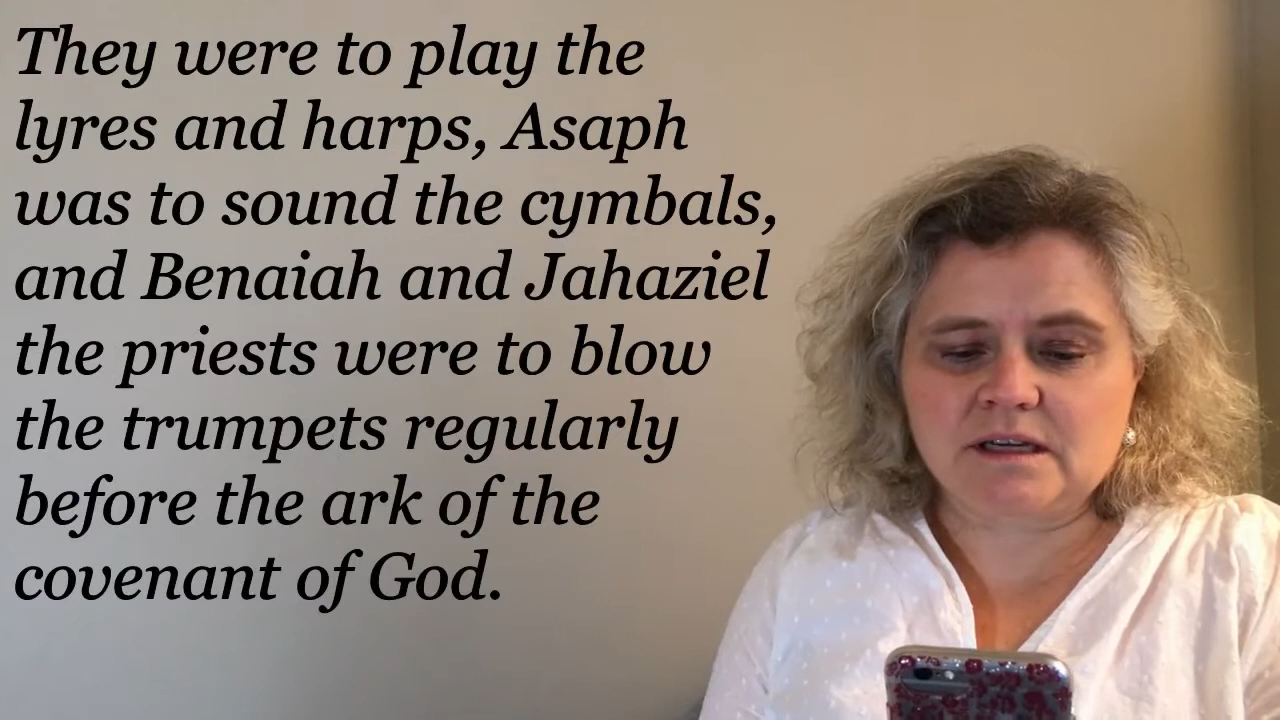 They were to play the
lyres and harps, Asaph
was to sound the cymbals,
and Benaiah and Jahaziel
the priests were to blow
the trumpets regularly
before the ark of the
covenant of God.